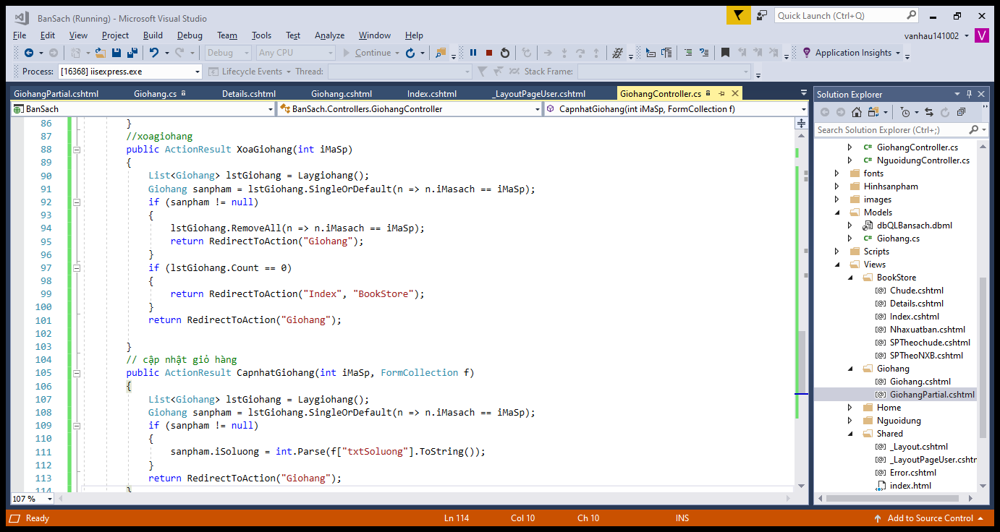 BanSach (Running) - Microsoft Visual Studio
Quick Launch (Ctrl+Q)
File Edit View Project Build Debug Team Tools Test Analyze Window Help
vanhau141002 V
Debug Any CPU Continue Application Insights
Process: [16368] iisexpress.exe Lifecycle Events Thread: Stack Frame:
GiohangPartial.cshtml Giohang.cs Details.cshtml Giohang.cshtml Index.cshtml _LayoutPageUser.cshtml GiohangController.cs
BanSach BanSach.Controllers.GiohangController CapnhatGiohang(int iMaSp, FormCollection f)
86 }
87 //xoagiohang
88 public ActionResult XoaGiohang(int iMaSp)
89 {
90 List<Giohang> lstGiohang = Laygiohang();
91 Giohang sanpham = lstGiohang.SingleOrDefault(n => n.iMasach == iMaSp);
92 if (sanpham != null)
93 {
94 lstGiohang.RemoveAll(n => n.iMasach == iMaSp);
95 return RedirectToAction("Giohang");
96 }
97 if (lstGiohang.Count == 0)
98 {
99 return RedirectToAction("Index", "BookStore");
100 }
101 return RedirectToAction("Giohang");
102
103 }
104 // cập nhật giỏ hàng
105 public ActionResult CapnhatGiohang(int iMaSp, FormCollection f)
106 {
107 List<Giohang> lstGiohang = Laygiohang();
108 Giohang sanpham = lstGiohang.SingleOrDefault(n => n.iMasach == iMaSp);
109 if (sanpham != null)
110 {
111 sanpham.iSoluong = int.Parse(f["txtSoluong"].ToString());
112 }
113 return RedirectToAction("Giohang");
114 }
107 %
Solution Explorer
Search Solution Explorer (Ctrl+;)
C# GiohangController.cs
C# NguoidungController.cs
fonts
Hinhsanpham
images
Models
dbQLBansach.dbml
C# Giohang.cs
Scripts
Views
BookStore
[@] Chude.cshtml
[@] Details.cshtml
[@] Index.cshtml
[@] Nhaxuatban.cshtml
[@] SPTheochude.cshtml
[@] SPTheoNXB.cshtml
Giohang
[@] Giohang.cshtml
[@] GiohangPartial.cshtml
Home
Nguoidung
Shared
[@] _Layout.cshtml
[@] _LayoutPageUser.cshtm
[@] Error.cshtml
index.html
Ready Ln 114 Col 10 Ch 10 INS Add to Source Control